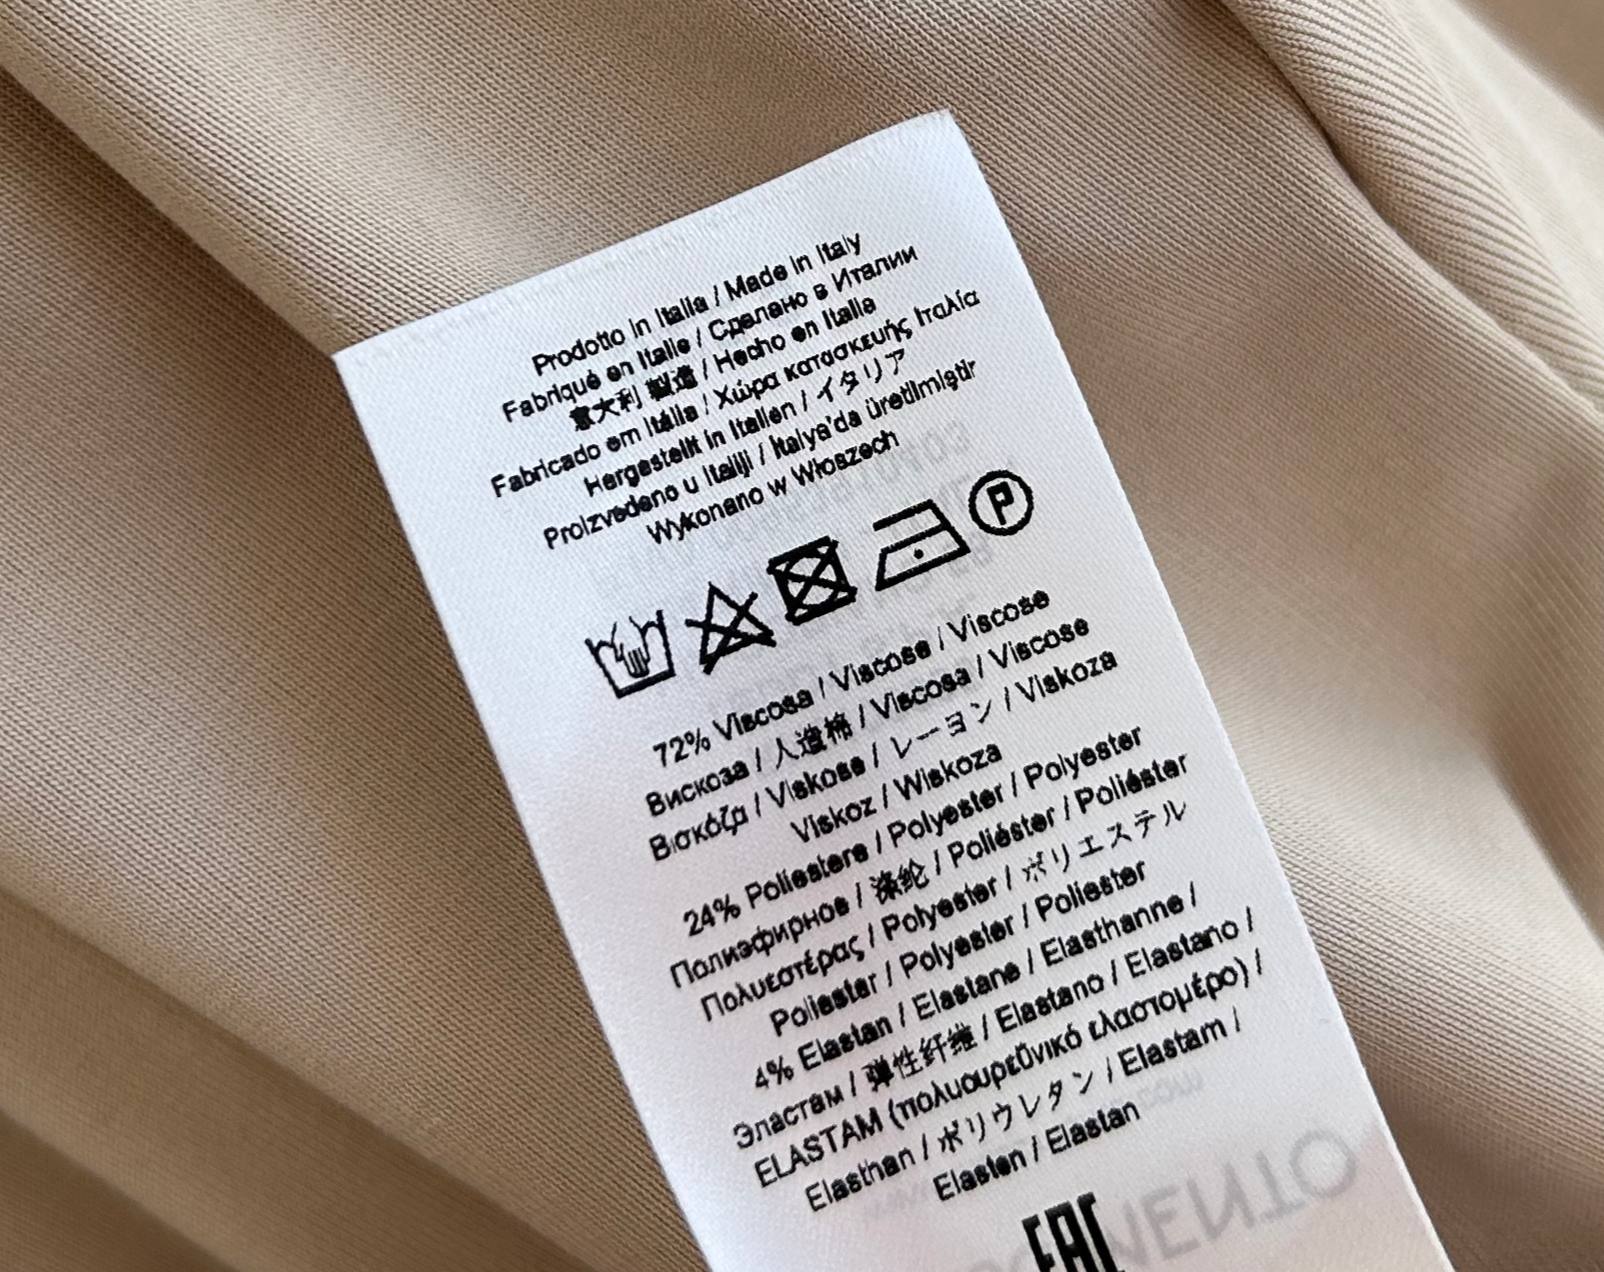 Prodotto in Italia / Made in Italy
Fabriqué en Italie / Сделано в Италии
意大利 製造 / Hecho en Italia
Fabricado em Itália / Χώρα κατασκευής Ιταλία
Hergestellt in Italien / イタリア
Proizvedeno u Italiji / İtalya'da üretilmiştir
Wykonano w Włoszech
P
72% Viscosa / Viscose / Viscose
Вискоза / 人造棉 / Viscosa / Viscose
Βισκόζα / Viskose / レーヨン / Viskoza
Viskoz / Wiskoza
24% Poliestere / Polyester / Polyester
Полиэфирное / 涤纶 / Poliéster / Poliéster
Πολυεστέρας / Polyester / ポリエステル
Poliestar / Polyester / Poliester
4% Elastan / Elastane / Elasthanne /
Эластам / 弹性纤维 / Elastano / Elastano /
ELASTAM (πολυουρεϋνικό ελαστομέρο) /
Elasthan / ポリウレタン / Elastam /
Elasten / Elastan
EAC